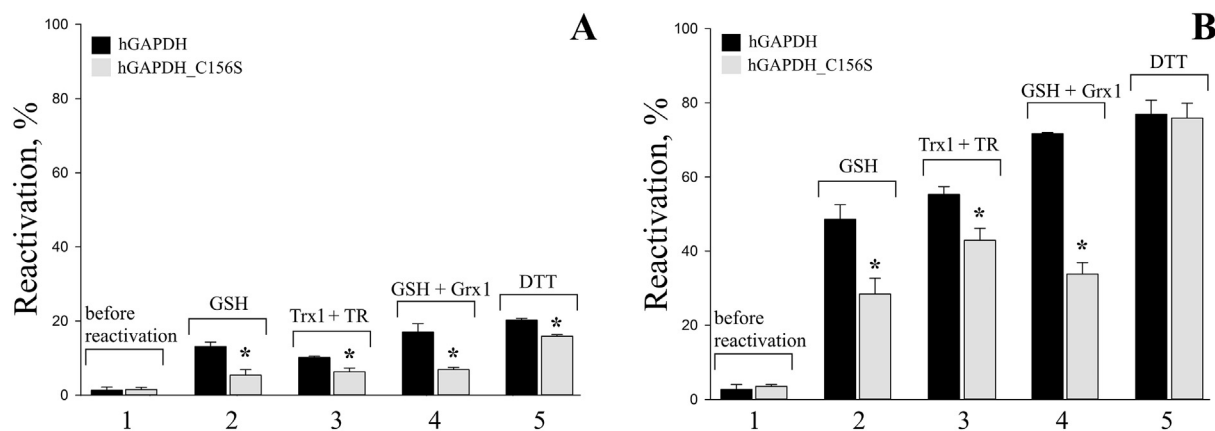 A
Reactivation, %
100
80
60
40
20
0
hGAPDH
hGAPDH_C156S
before
reactivation
GSH
Trx1 + TR
GSH + Grx1
DTT
*
*
*
*
1
2
3
4
5
B
Reactivation, %
100
80
60
40
20
0
hGAPDH
hGAPDH_C156S
before
reactivation
GSH
Trx1 + TR
GSH + Grx1
DTT
*
*
*
1
2
3
4
5